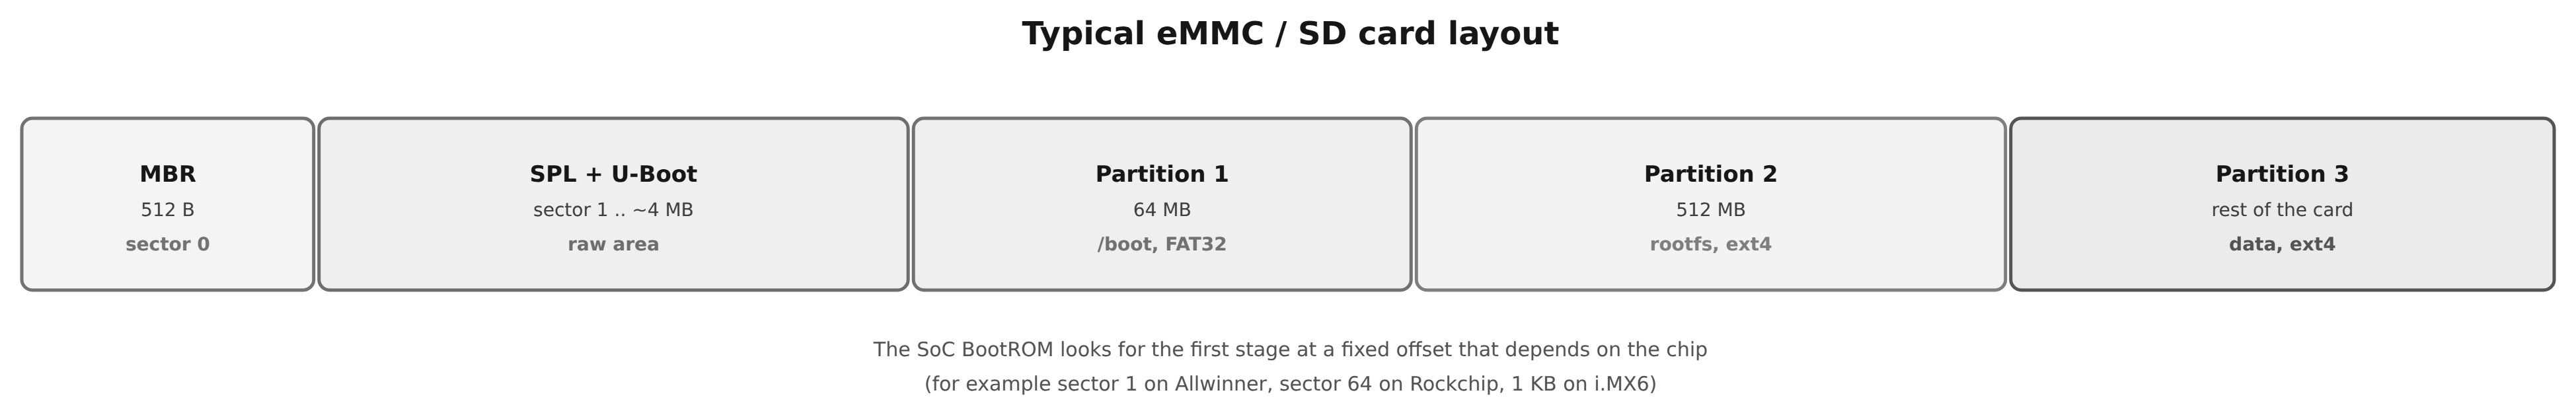 Typical eMMC / SD card layout
MBR
512 B
sector 0
SPL + U-Boot
sector 1 .. ~4 MB
raw area
Partition 1
64 MB
/boot, FAT32
Partition 2
512 MB
rootfs, ext4
Partition 3
rest of the card
data, ext4
The SoC BootROM looks for the first stage at a fixed offset that depends on the chip
(for example sector 1 on Allwinner, sector 64 on Rockchip, 1 KB on i.MX6)